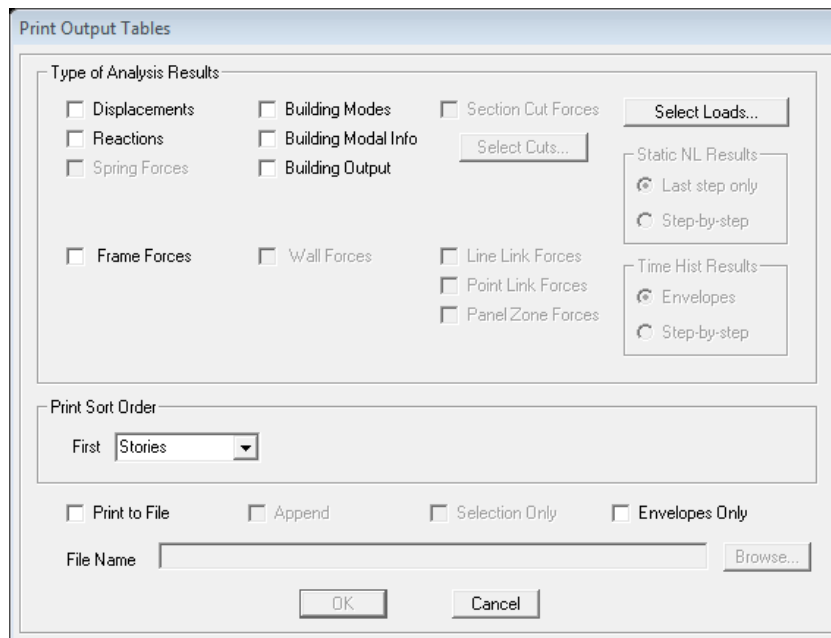 Print Output Tables
Type of Analysis Results
Displacements
Building Modes
Section Cut Forces
Select Loads...
Reactions
Building Modal Info
Select Cuts...
Spring Forces
Building Output
Static NL Results
Last step only
Step-by-step
Frame Forces
Wall Forces
Line Link Forces
Point Link Forces
Panel Zone Forces
Time Hist Results
Envelopes
Step-by-step
Print Sort Order
First
Stories
Print to File
Append
Selection Only
Envelopes Only
File Name
Browse...
OK
Cancel